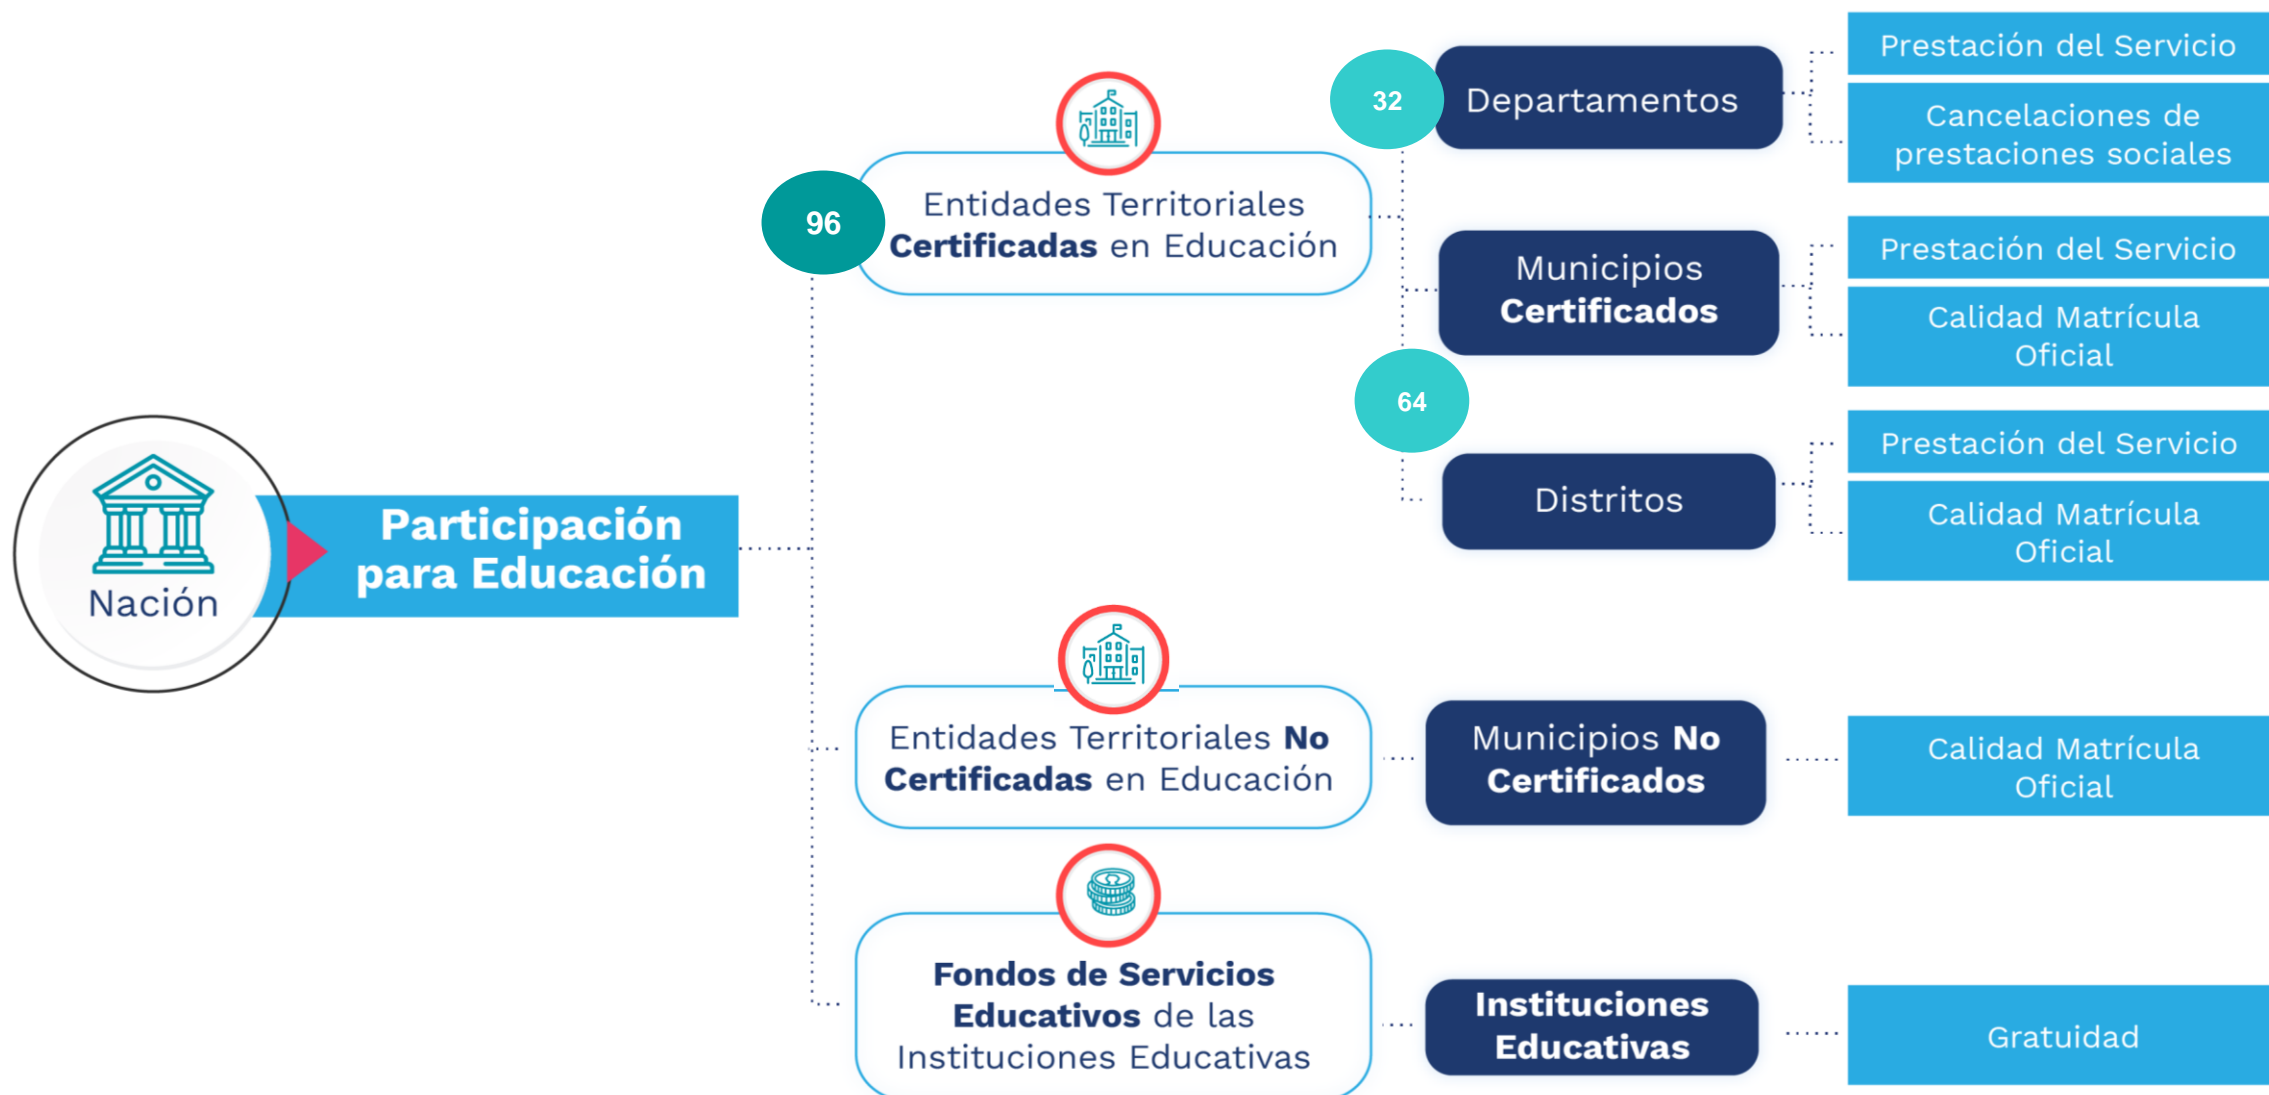 Nación
Participación
para Educación
96
Entidades Territoriales
Certificadas en Educación
32
Departamentos
Prestación del Servicio
Cancelaciones de
prestaciones sociales
Municipios
Certificados
Prestación del Servicio
Calidad Matrícula
Oficial
64
Distritos
Prestación del Servicio
Calidad Matrícula
Oficial
Entidades Territoriales No
Certificadas en Educación
Municipios No
Certificados
Calidad Matrícula
Oficial
Fondos de Servicios
Educativos de las
Instituciones Educativas
Instituciones
Educativas
Gratuidad